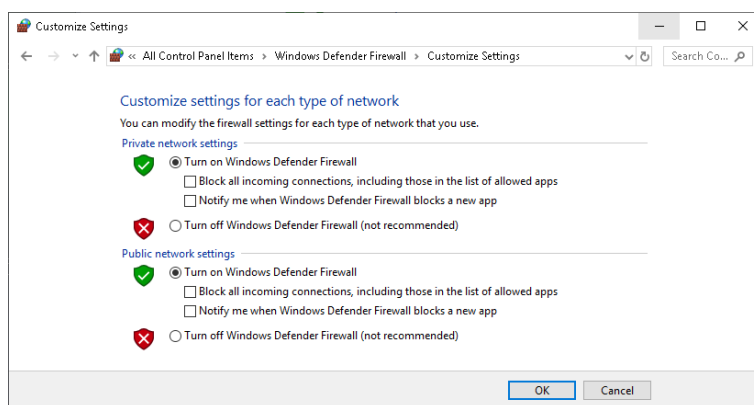 Customize Settings
« All Control Panel Items > Windows Defender Firewall > Customize Settings
Search Co...
Customize settings for each type of network
You can modify the firewall settings for each type of network that you use.
Private network settings
Turn on Windows Defender Firewall
Block all incoming connections, including those in the list of allowed apps
Notify me when Windows Defender Firewall blocks a new app
Turn off Windows Defender Firewall (not recommended)
Public network settings
Turn on Windows Defender Firewall
Block all incoming connections, including those in the list of allowed apps
Notify me when Windows Defender Firewall blocks a new app
Turn off Windows Defender Firewall (not recommended)
OK
Cancel